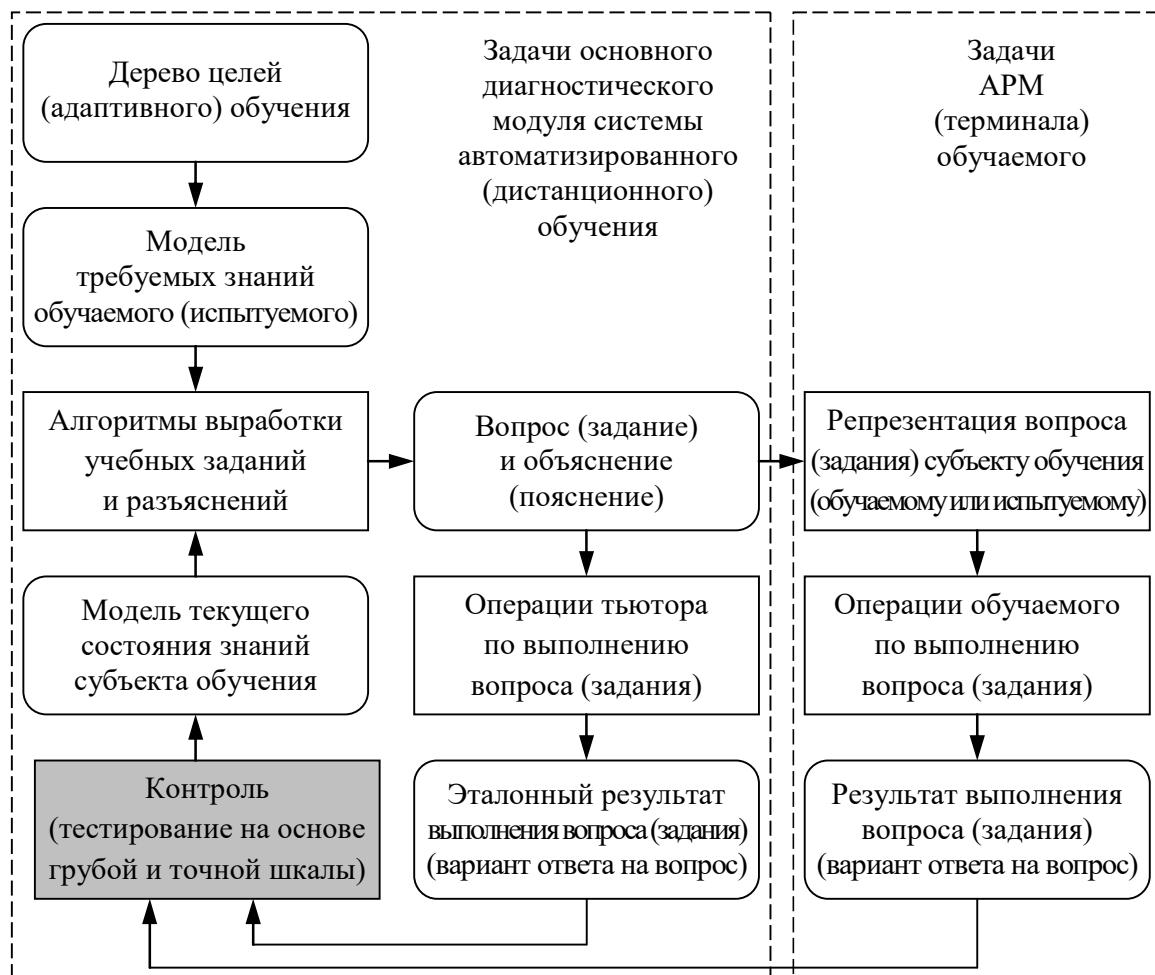 Дерево целей
(адаптивного) обучения
Задачи основного
диагностического
модуля системы
автоматизированного
(дистанционного)
обучения
Задачи
АРМ
(терминала)
обучаемого
Модель
требуемых знаний
обучаемого (испытуемого)
Алгоритмы выработки
учебных заданий
и разъяснений
Вопрос (задание)
и объяснение
(пояснение)
Репрезентация вопроса
(задания) субъекту обучения
(обучаемому или испытуемому)
Модель текущего
состояния знаний
субъекта обучения
Операции тьютора
по выполнению
вопроса (задания)
Операции обучаемого
по выполнению
вопроса (задания)
Контроль
(тестирование на основе
грубой и точной шкалы)
Эталонный результат
выполнения вопроса (задания)
(вариант ответа на вопрос)
Результат выполнения
вопроса (задания)
(вариант ответа на вопрос)